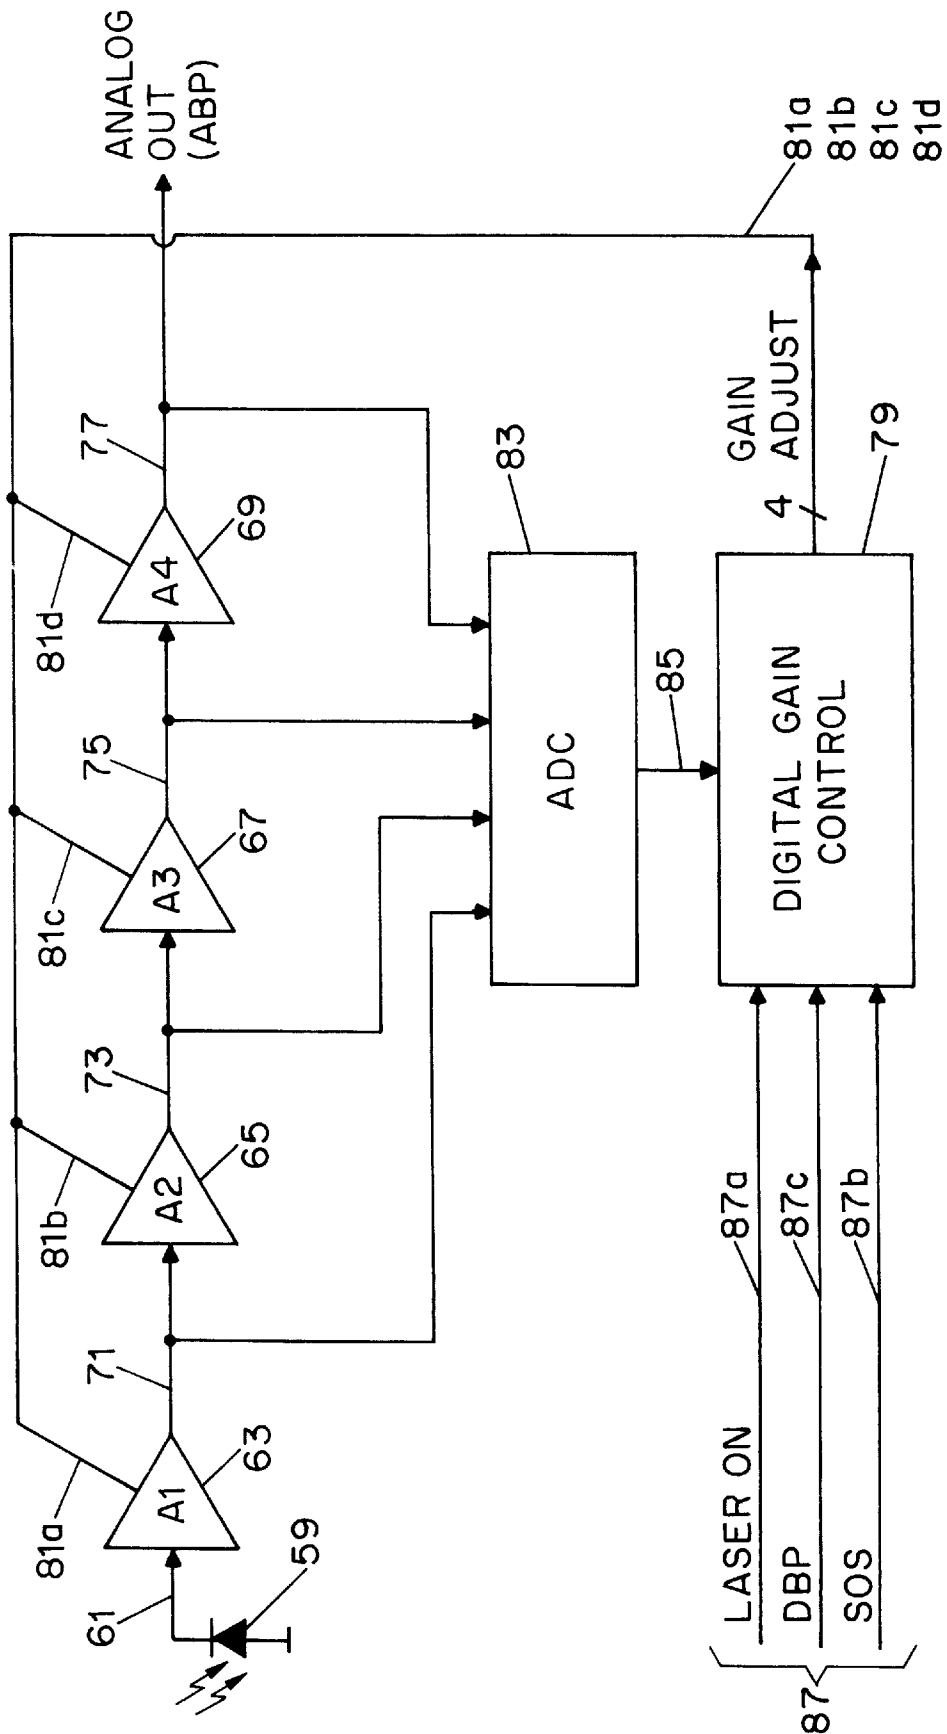 ANALOG
OUT
(ABP)
81a
81b
81c
81d
61
59
A1
63
71
A2
65
73
A3
67
75
A4
69
77
81a
81b
81c
81d
ADC
83
85
GAIN
ADJUST
4
DIGITAL GAIN
CONTROL
79
LASER ON
87a
DBP
87c
SOS
87b
87